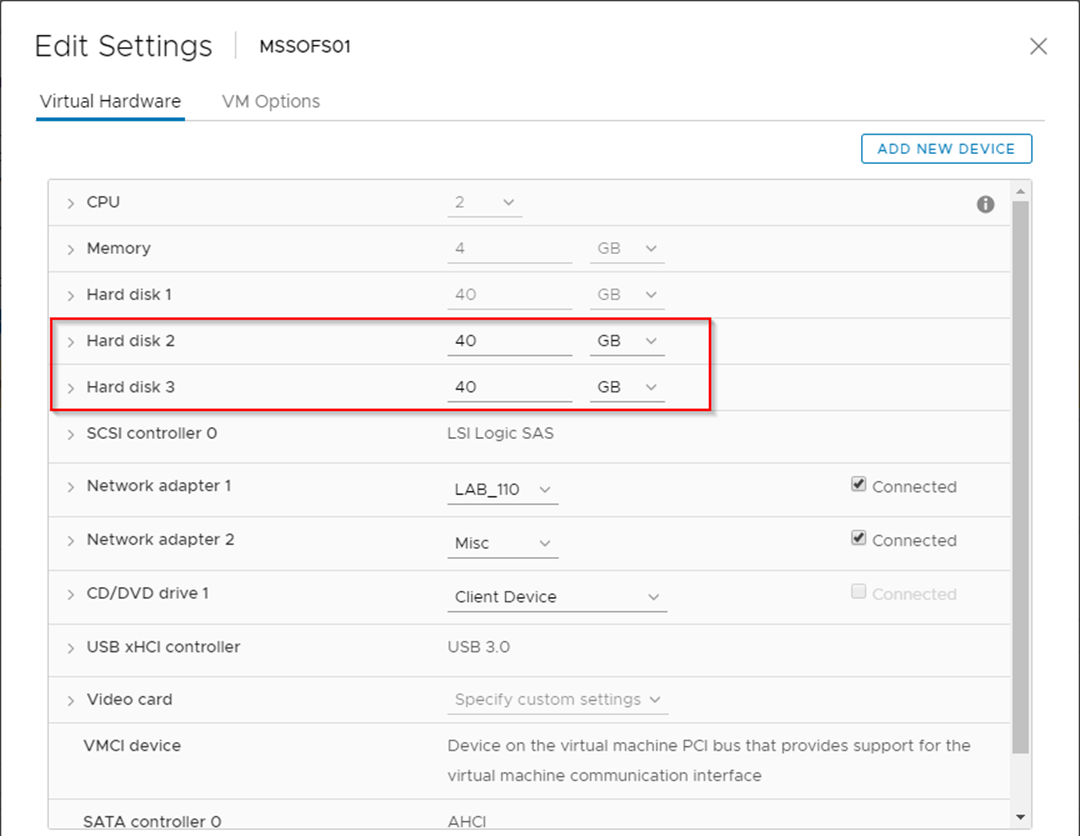 Edit Settings MSSOFS01
Virtual Hardware VM Options
ADD NEW DEVICE
CPU 2
Memory 4 GB
Hard disk 1 40 GB
Hard disk 2 40 GB
Hard disk 3 40 GB
SCSI controller 0 LSI Logic SAS
Network adapter 1 LAB_110 Connected
Network adapter 2 Misc Connected
CD/DVD drive 1 Client Device Connected
USB xHCI controller USB 3.0
Video card Specify custom settings
VMCI device Device on the virtual machine PCI bus that provides support for the
virtual machine communication interface
SATA controller 0 AHCI